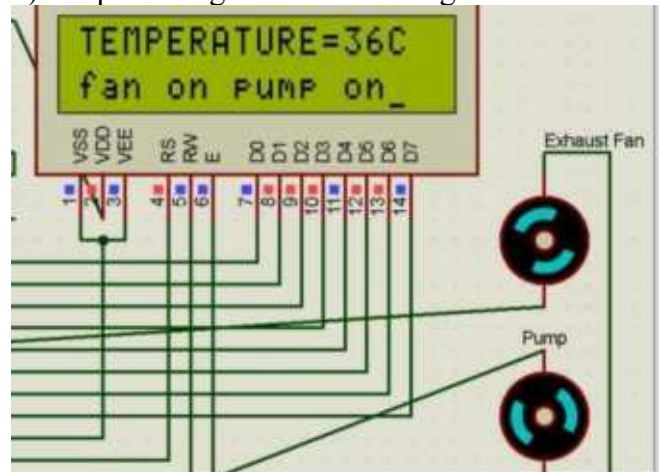 TEMPERATURE=36C
fan on pump on_
VSS VDD VEE RS RW E D0 D1 D2 D3 D4 D5 D6 D7
1 2 3 4 5 6 7 8 9 10 11 12 13 14
Exhaust Fan
Pump